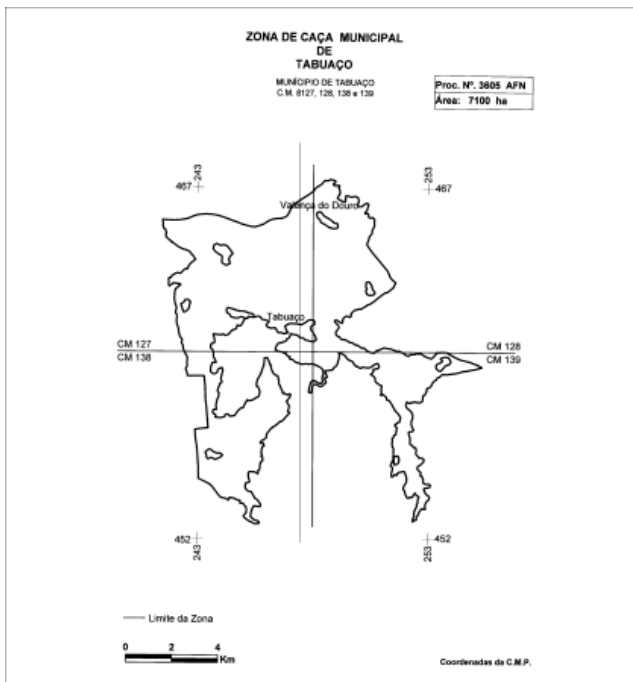 ZONA DE CAÇA MUNICIPAL
DE
TABUAÇO
MUNÍCIPIO DE TABUAÇO
C.M. 8127, 128, 138 e 139
Proc. Nº. 3605 AFN
Área: 7100 ha
243
467
253
467
Valença do Douro
Tabuaço
CM 127
CM 128
CM 138
CM 139
452
243
452
253
Limite da Zona
0 2 4
Km
Coordenadas da C.M.P.